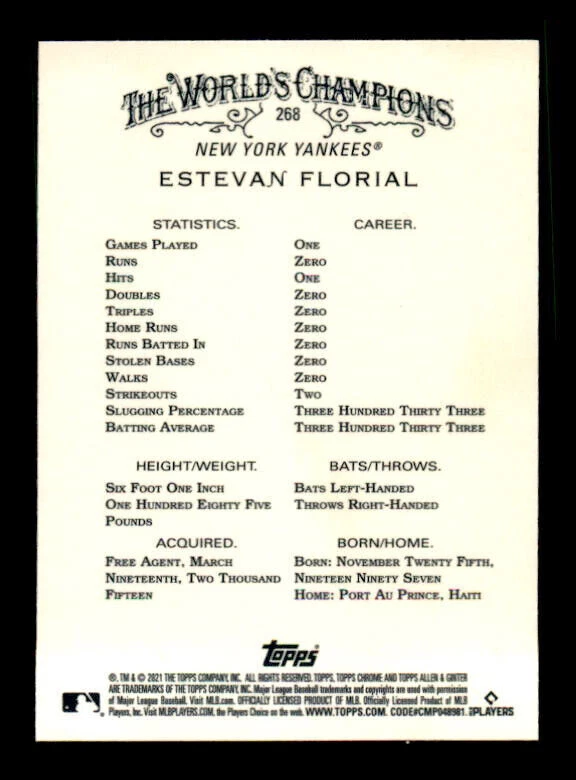 THE WORLD'S CHAMPIONS
268
NEW YORK YANKEES®
ESTEVAN FLORIAL
STATISTICS. CAREER.
GAMES PLAYED ONE
RUNS ZERO
HITS ONE
DOUBLES ZERO
TRIPLES ZERO
HOME RUNS ZERO
RUNS BATTED IN ZERO
STOLEN BASES ZERO
WALKS ZERO
STRIKEOUTS TWO
SLUGGING PERCENTAGE THREE HUNDRED THIRTY THREE
BATTING AVERAGE THREE HUNDRED THIRTY THREE
HEIGHT/WEIGHT.
SIX FOOT ONE INCH
ONE HUNDRED EIGHTY FIVE
POUNDS
BATS/THROWS.
BATS LEFT-HANDED
THROWS RIGHT-HANDED
ACQUIRED.
FREE AGENT, MARCH
NINETEENTH, TWO THOUSAND
FIFTEEN
BORN/HOME.
BORN: NOVEMBER TWENTY FIFTH,
NINETEEN NINETY SEVEN
HOME: PORT AU PRINCE, HAITI
Topps
®, TM & © 2021 THE TOPPS COMPANY, INC. ALL RIGHTS RESERVED. TOPPS, TOPPS CHROME AND TOPPS ALLEN & GINTER
ARE TRADEMARKS OF THE TOPPS COMPANY, INC. Major League Baseball trademarks and copyrights are used with permission
of Major League Baseball. Visit MLB.com. OFFICIALLY LICENSED PRODUCT OF MLB. Officially Licensed Product of MLB
Players, Inc. Visit MLBPLAYERS.COM, the Players Choice on the web. WWW.TOPPS.COM. CODE#CMP048981. MLBPLAYERS